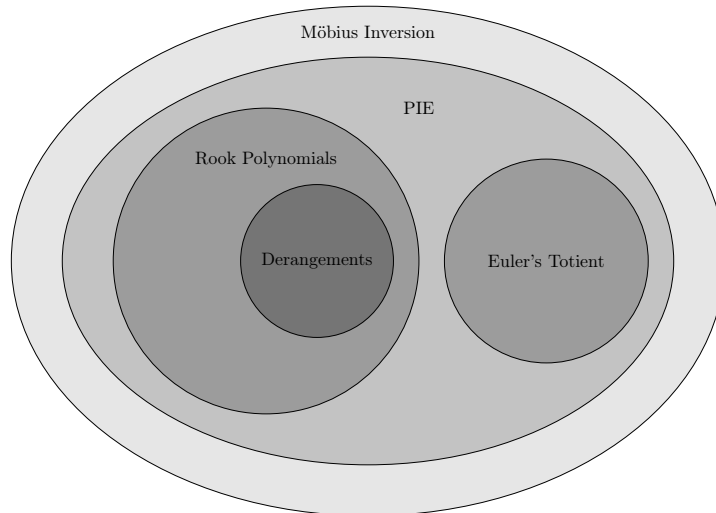 Möbius Inversion
PIE
Rook Polynomials
Derangements
Euler's Totient